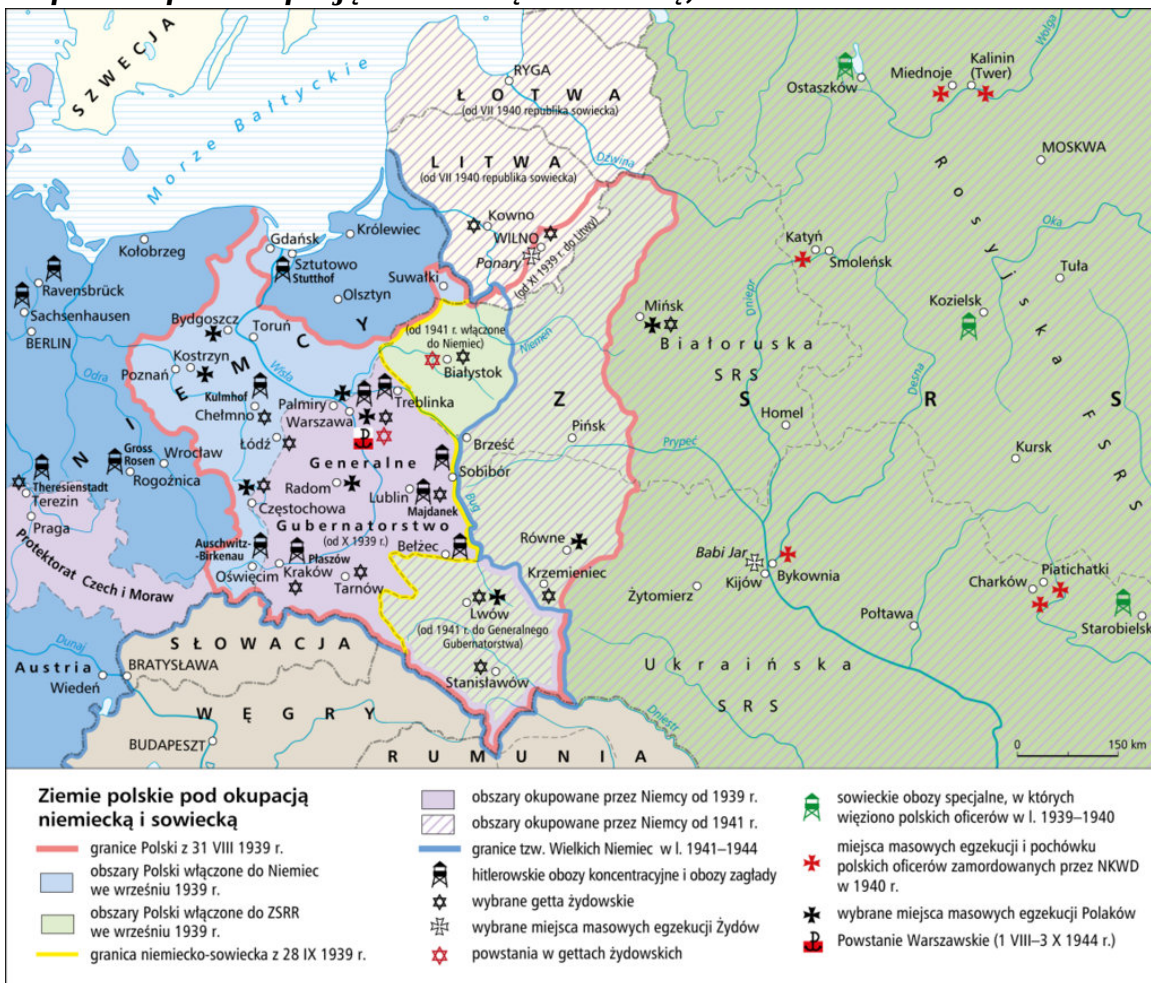 SZWECJA
Morze Bałtyckie
RYGA
ŁOTWA
(od VII 1940 republika sowiecka)
Dźwina
LITWA
(od VII 1940 republika sowiecka)
Kowno
WILNO
Ponary
(od XI 1939 r. do Litwy)
Ostaszków
Miednoje
Kalinin
(Twer)
Wołga
MOSKWA
Rosyjska FSRS
Oka
Katyń
Smoleńsk
Tuła
Kozielsk
Dniepr
Kołobrzeg
Gdańsk
Królewiec
Sztutowo
Stutthof
Suwałki
Olsztyn
Ravensbrück
Sachsenhausen
BERLIN
Bydgoszcz
Toruń
NIEMCY
(od 1941 r. włączone
do Niemiec)
Białystok
Niemen
Mińsk
Białoruska
SRS
ZSRS
Desna
Homel
Kursk
Kostrzyn
Poznań
Odra
Wisła
Kulmhof
Chełmno
Palmiry
Warszawa
Treblinka
Łódź
Brześć
Pińsk
Prypeć
Gross
Rosen
Wrocław
Rogoźnica
Generalne
Gubernatorstwo
(od X 1939 r.)
Sobibór
Radom
Lublin
Majdanek
Bug
Theresienstadt
Terezin
Praga
Protektorat Czech i Moraw
Częstochowa
Bełżec
Równe
Auschwitz-
-Birkenau
Płaszów
Oświęcim
Kraków
Tarnów
Krzemieniec
Babi Jar
Kijów
Bykownia
Żytomierz
Charków
Piatichatki
Starobielsk
Połtawa
Lwów
(od 1941 r. do Generalnego
Gubernatorstwa)
Stanisławów
Ukraińska
SRS
Dniestr
SŁOWACJA
Dunaj
Austria
BRATYSŁAWA
Wiedeń
WĘGRY
BUDAPESZT
RUMUNIA
0 150 km
Ziemie polskie pod okupacją
niemiecką i sowiecką
granice Polski z 31 VIII 1939 r.
obszary Polski włączone do Niemiec
we wrześniu 1939 r.
obszary Polski włączone do ZSRR
we wrześniu 1939 r.
granica niemiecko-sowiecka z 28 IX 1939 r.
obszary okupowane przez Niemcy od 1939 r.
obszary okupowane przez Niemcy od 1941 r.
granice tzw. Wielkich Niemiec w l. 1941–1944
hitlerowskie obozy koncentracyjne i obozy zagłady
wybrane getta żydowskie
wybrane miejsca masowych egzekucji Żydów
powstania w gettach żydowskich
sowieckie obozy specjalne, w których
więziono polskich oficerów w l. 1939–1940
miejsca masowych egzekucji i pochówku
polskich oficerów zamordowanych przez NKWD
w 1940 r.
wybrane miejsca masowych egzekucji Polaków
Powstanie Warszawskie (1 VIII–3 X 1944 r.)